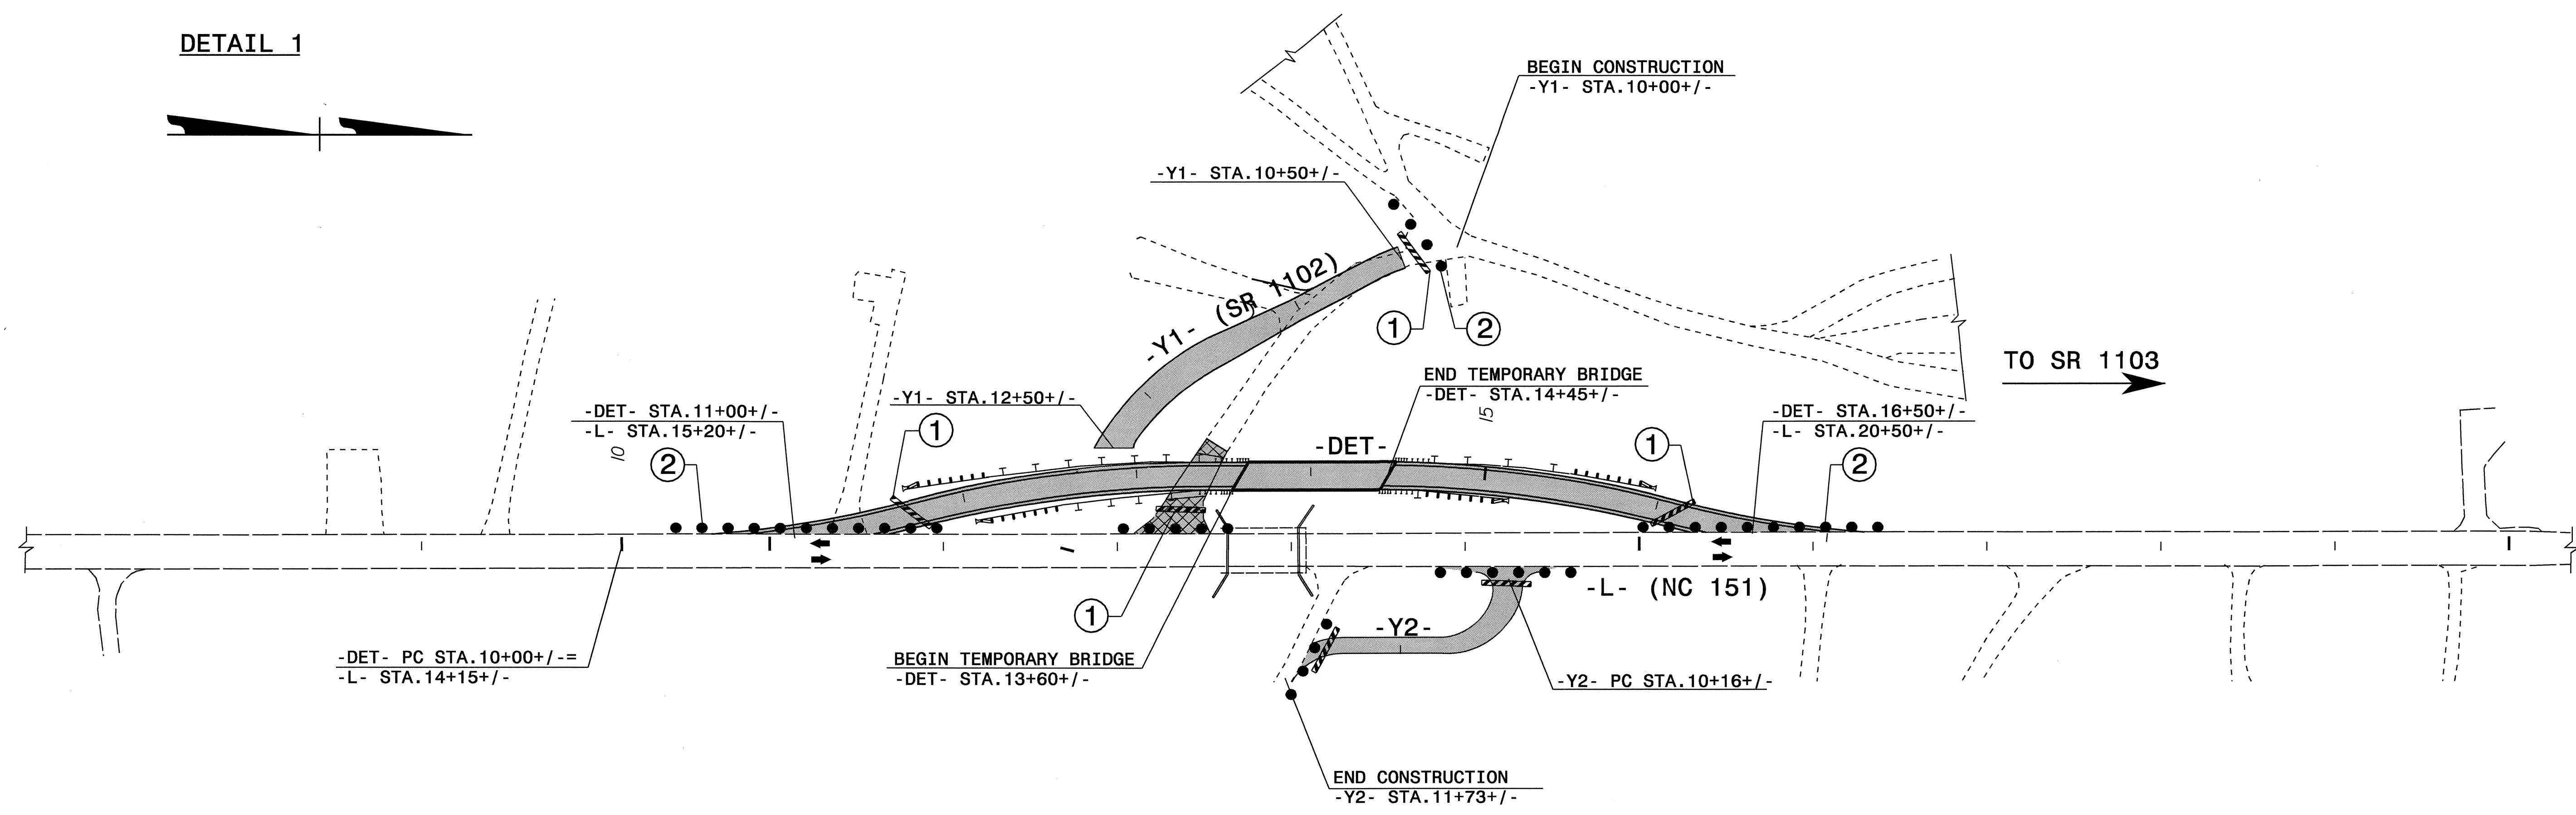 DETAIL 1
BEGIN CONSTRUCTION
-Y1- STA.10+00+/-
-Y1- STA.10+50+/-
-Y1- (SR 1102)
1
2
TO SR 1103
END TEMPORARY BRIDGE
-DET- STA.14+45+/-
15
-Y1- STA.12+50+/-
-DET- STA.11+00+/-
-L- STA.15+20+/-
-DET- STA.16+50+/-
-L- STA.20+50+/-
10
1
-DET-
1
2
2
-L- (NC 151)
1
-Y2-
-DET- PC STA.10+00+/-=
-L- STA.14+15+/-
BEGIN TEMPORARY BRIDGE
-DET- STA.13+60+/-
-Y2- PC STA.10+16+/-
END CONSTRUCTION
-Y2- STA.11+73+/-